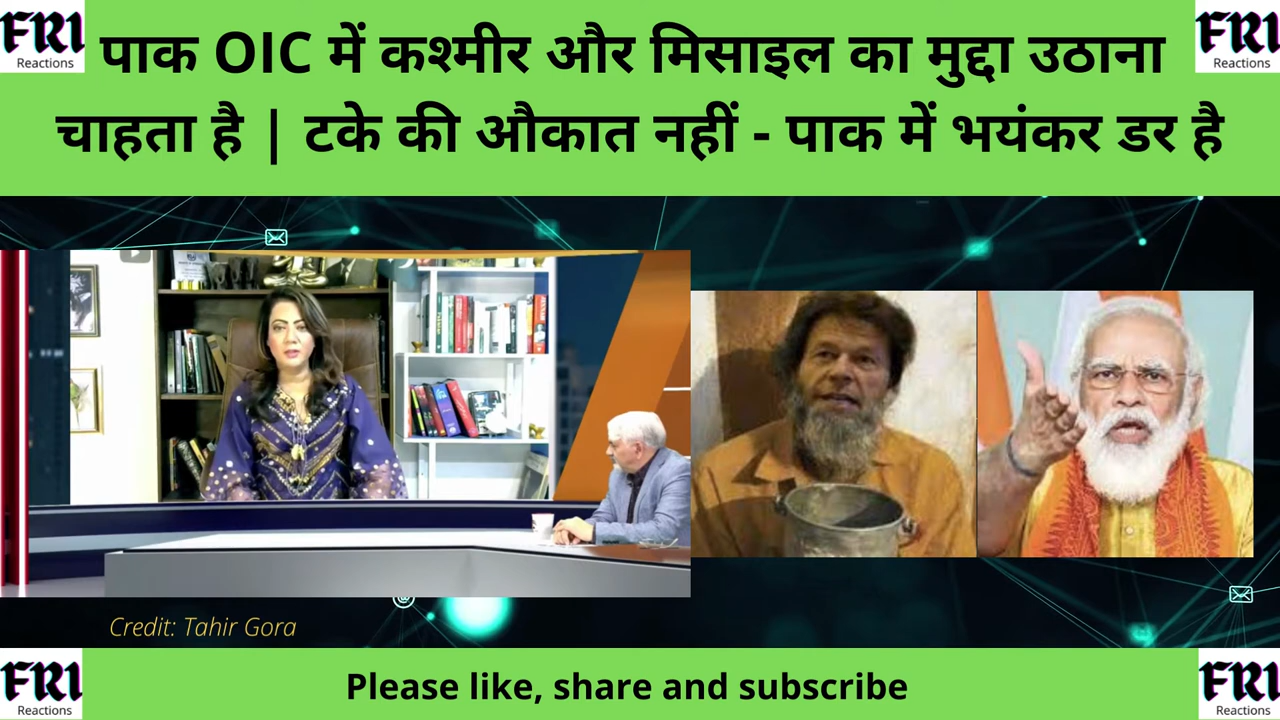 FRI
Reactions
पाक OIC में कश्मीर और मिसाइल का मुद्दा उठाना
चाहता है | टके की औकात नहीं - पाक में भयंकर डर है
FRI
Reactions
Credit: Tahir Gora
FRI
Reactions
Please like, share and subscribe
FRI
Reactions